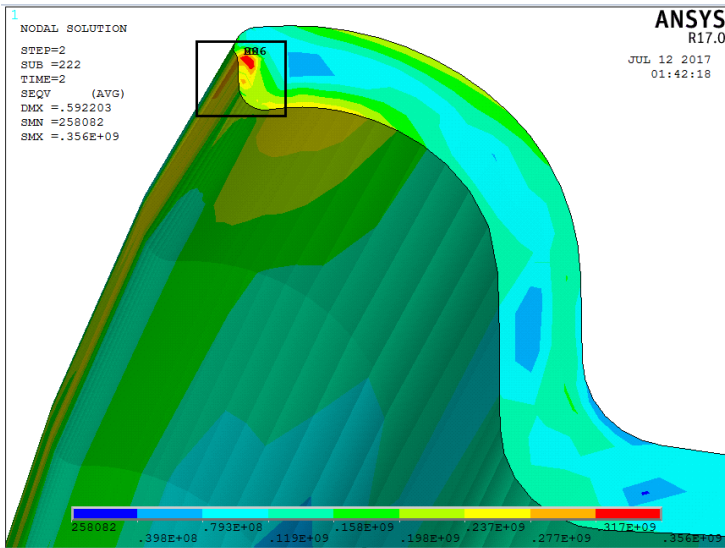 1
NODAL SOLUTION
STEP=2
SUB =222
TIME=2
SEQV (AVG)
DMX =.592203
SMN =258082
SMX =.356E+09
ANSYS
R17.0
JUL 12 2017
01:42:18
258082 .793E+08 .158E+09 .237E+09 .317E+09
.398E+08 .119E+09 .198E+09 .277E+09 .356E+09